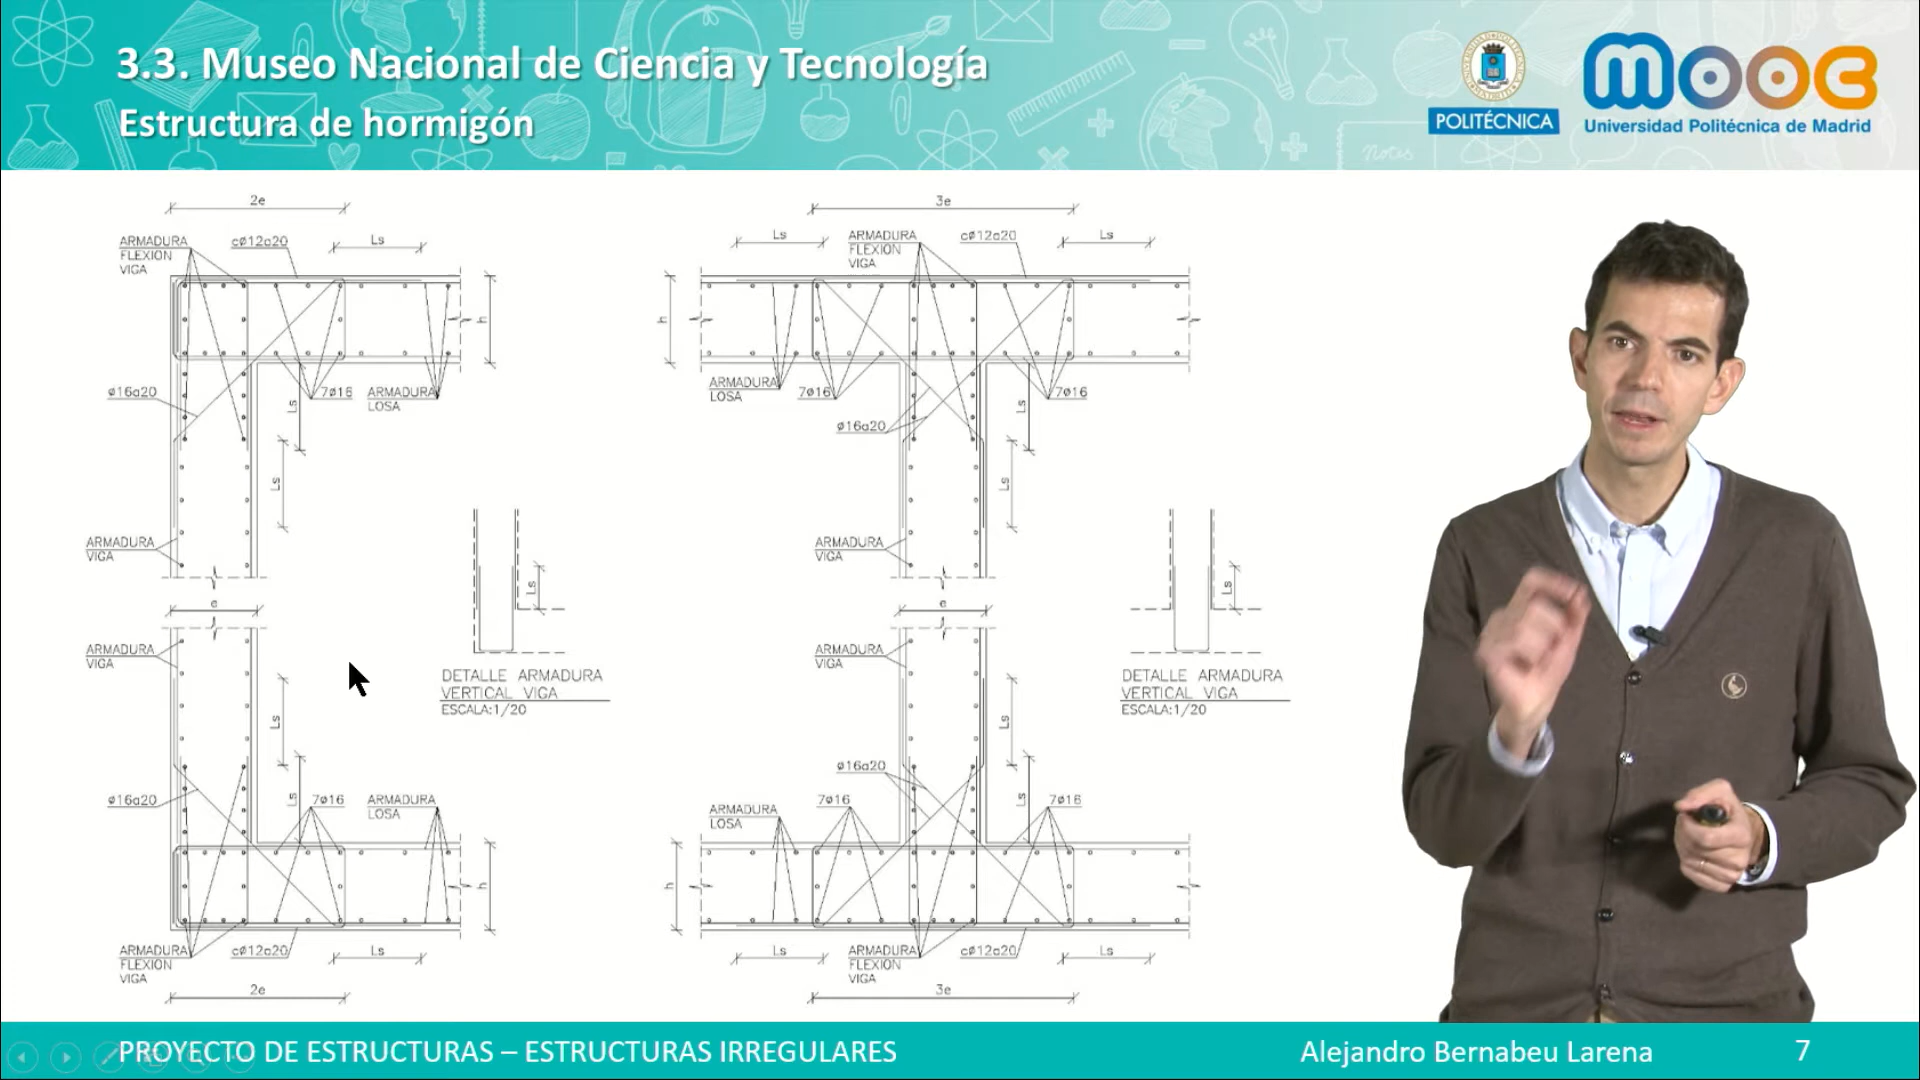 3.3. Museo Nacional de Ciencia y Tecnología
Estructura de hormigón
POLITÉCNICA
mooc
Universidad Politécnica de Madrid
Notes
2e
ARMADURA
FLEXION
VIGA
cø12a20
Ls
h
ø16a20
7ø16
ARMADURA
LOSA
Ls
Ls
ARMADURA
VIGA
e
ARMADURA
VIGA
Ls
Ls
ø16a20
7ø16
ARMADURA
LOSA
h
ARMADURA
FLEXION
VIGA
cø12a20
Ls
2e
Ls
DETALLE ARMADURA
VERTICAL VIGA
ESCALA:1/20
3e
Ls
ARMADURA
FLEXION
VIGA
cø12a20
Ls
h
ARMADURA
LOSA
7ø16
ø16a20
7ø16
Ls
Ls
ARMADURA
VIGA
e
ARMADURA
VIGA
Ls
Ls
ø16a20
7ø16
7ø16
ARMADURA
LOSA
h
Ls
ARMADURA
FLEXION
VIGA
cø12a20
Ls
3e
Ls
DETALLE ARMADURA
VERTICAL VIGA
ESCALA:1/20
PROYECTO DE ESTRUCTURAS – ESTRUCTURAS IRREGULARES
Alejandro Bernabeu Larena
7